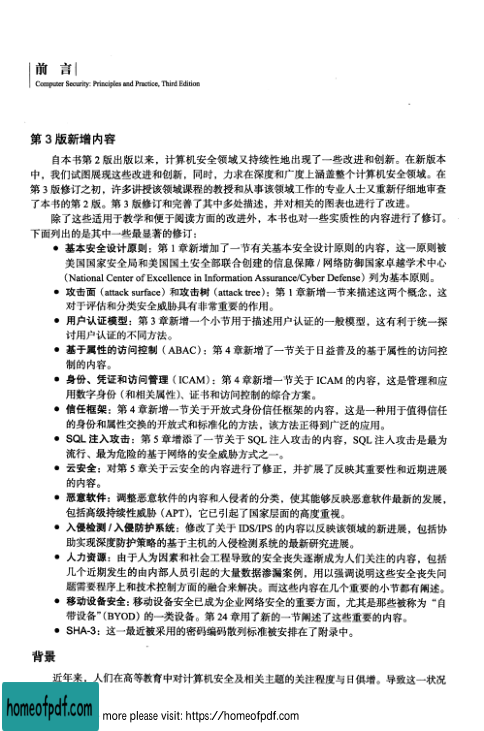 前 言
Computer Security: Principles and Practice, Third Edition
第 3 版新增内容
自本书第 2 版出版以来，计算机安全领域又持续性地出现了一些改进和创新。在新版本
中，我们试图展现这些改进和创新，同时，力求在深度和广度上涵盖整个计算机安全领域。在
第 3 版修订之初，许多讲授该领域课程的教授和从事该领域工作的专业人士又重新仔细地审查
了本书的第 2 版。第 3 版修订和完善了其中多处描述，并对相关的图表也进行了改进。
除了这些适用于教学和便于阅读方面的改进外，本书也对一些实质性的内容进行了修订。
下面列出的是其中一些最显著的修订：
● 基本安全设计原则：第 1 章新增加了一节有关基本安全设计原则的内容，这一原则被
美国国家安全局和美国国土安全部联合创建的信息保障 / 网络防御国家卓越学术中心
（National Center of Excellence in Information Assurance/Cyber Defense）列为基本原则。
● 攻击面（attack surface）和攻击树（attack tree）：第 1 章新增一节来描述这两个概念，这
对于评估和分类安全威胁具有非常重要的作用。
● 用户认证模型：第 3 章新增一个小节用于描述用户认证的一般模型，这有利于统一探
讨用户认证的不同方法。
● 基于属性的访问控制（ABAC）：第 4 章新增了一节关于日益普及的基于属性的访问控
制的内容。
● 身份、凭证和访问管理（ICAM）：第 4 章新增一节关于 ICAM 的内容，这是管理和应
用数字身份（和相关属性）、证书和访问控制的综合方案。
● 信任框架：第 4 章新增一节关于开放式身份信任框架的内容，这是一种用于值得信任
的身份和属性交换的开放式和标准化的方法，该方法正得到广泛的应用。
● SQL 注入攻击：第 5 章增添了一节关于 SQL 注入攻击的内容，SQL 注入攻击是最为
流行、最为危险的基于网络的安全威胁方式之一。
● 云安全：对第 5 章关于云安全的内容进行了修正，并扩展了反映其重要性和近期进展
的内容。
● 恶意软件：调整恶意软件的内容和入侵者的分类，使其能够反映恶意软件最新的发展，
包括高级持续性威胁（APT），它已引起了国家层面的高度重视。
● 入侵检测 / 入侵防护系统：修改了关于 IDS/IPS 的内容以反映该领域的新进展，包括协
助实现深度防护策略的基于主机的入侵检测系统的最新研究进展。
● 人力资源：由于人为因素和社会工程导致的安全丧失逐渐成为人们关注的内容，包括
几个近期发生的由内部人员引起的大量数据渗漏案例，用以强调说明这些安全丧失问
题需要程序上和技术控制方面的融合来解决。而这些内容在几个重要的小节都有阐述。
● 移动设备安全：移动设备安全已成为企业网络安全的重要方面，尤其是那些被称为“自
带设备”（BYOD）的一类设备。第 24 章用了新的一节阐述了这些重要的内容。
● SHA-3：这一最近被采用的密码编码散列标准被安排在了附录中。
背景
近年来，人们在高等教育中对计算机安全及相关主题的关注程度与日俱增。导致这一状况
homeofpdf.com
more please visit: https://homeofpdf.com